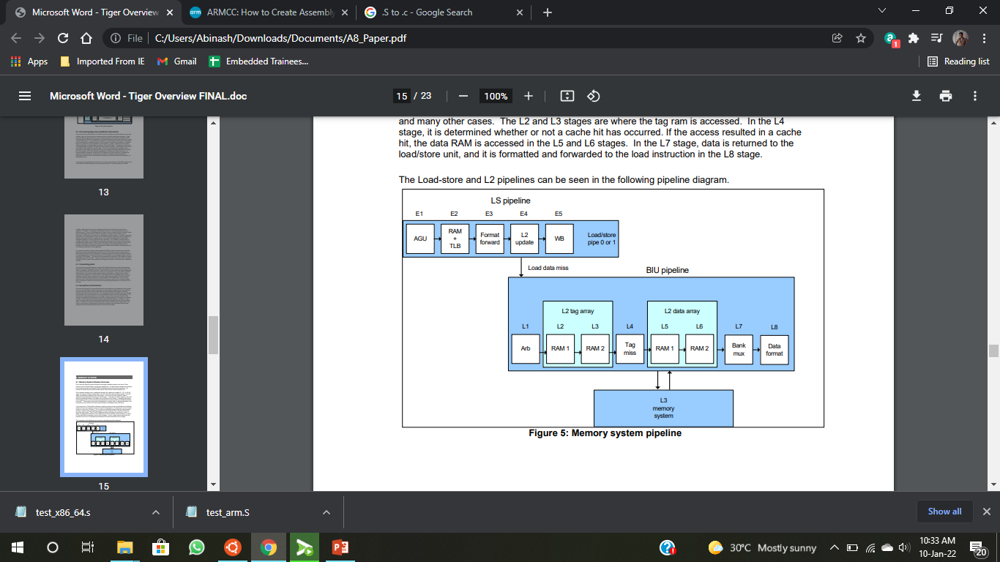 Microsoft Word - Tiger Overview
ARMCC: How to Create Assembly
.S to .c - Google Search
File
C:/Users/Abinash/Downloads/Documents/A8_Paper.pdf
1
Apps
Imported From IE
Gmail
Embedded Trainees...
Reading list
Microsoft Word - Tiger Overview FINAL.doc
15 / 23
100%
13
14
15
and many other cases. The L2 and L3 stages are where the tag ram is accessed. In the L4
stage, it is determined whether or not a cache hit has occurred. If the access resulted in a cache
hit, the data RAM is accessed in the L5 and L6 stages. In the L7 stage, data is returned to the
load/store unit, and it is formatted and forwarded to the load instruction in the L8 stage.
The Load-store and L2 pipelines can be seen in the following pipeline diagram.
LS pipeline
E1 E2 E3 E4 E5
AGU
RAM
+
TLB
Format
forward
L2
update
WB
Load/store
pipe 0 or 1
Load data miss
BIU pipeline
L2 tag array
L2 data array
L1 L2 L3 L4 L5 L6 L7 L8
Arb
RAM 1
RAM 2
Tag
miss
RAM 1
RAM 2
Bank
mux
Data
format
L3
memory
system
Figure 5: Memory system pipeline
test_x86_64.s
test_arm.S
Show all
30°C Mostly sunny
10:33 AM
10-Jan-22
20